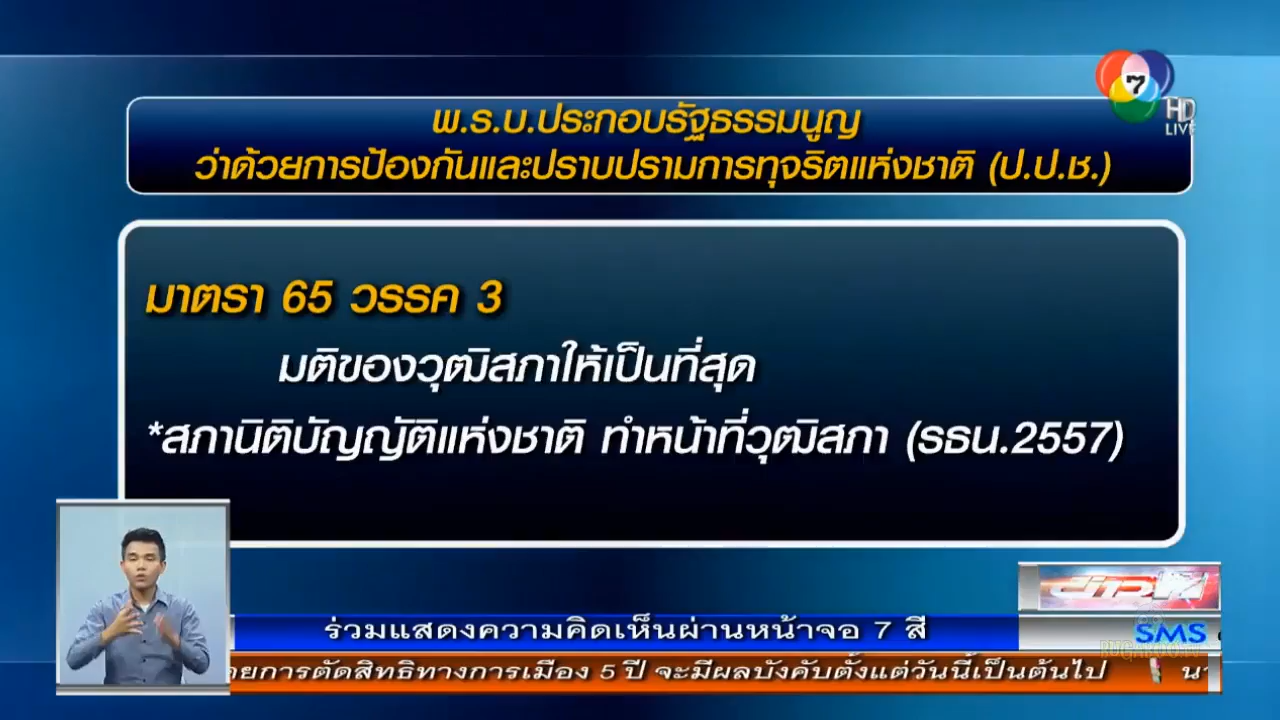 7
HD
LIVE
พ.ร.บ.ประกอบรัฐธรรมนูญ
ว่าด้วยการป้องกันและปราบปรามการทุจริตแห่งชาติ (ป.ป.ช.)
มาตรา 65 วรรค 3
มติของวุฒิสภาให้เป็นที่สุด
*สภานิติบัญญัติแห่งชาติ ทำหน้าที่วุฒิสภา (รธน.2557)
ร่วมแสดงความคิดเห็นผ่านหน้าจอ 7 สี
SMS
ดยการตัดสิทธิทางการเมือง 5 ปี จะมีผลบังคับตั้งแต่วันนี้เป็นต้นไป